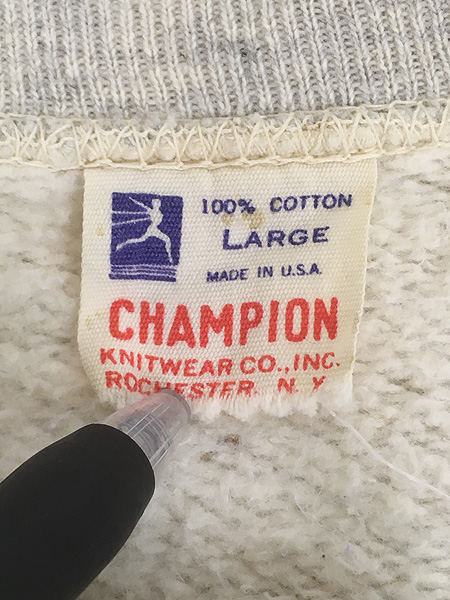 100% COTTON
LARGE
MADE IN U.S.A.
CHAMPION
KNITWEAR CO., INC.
ROCHESTER, N.Y.